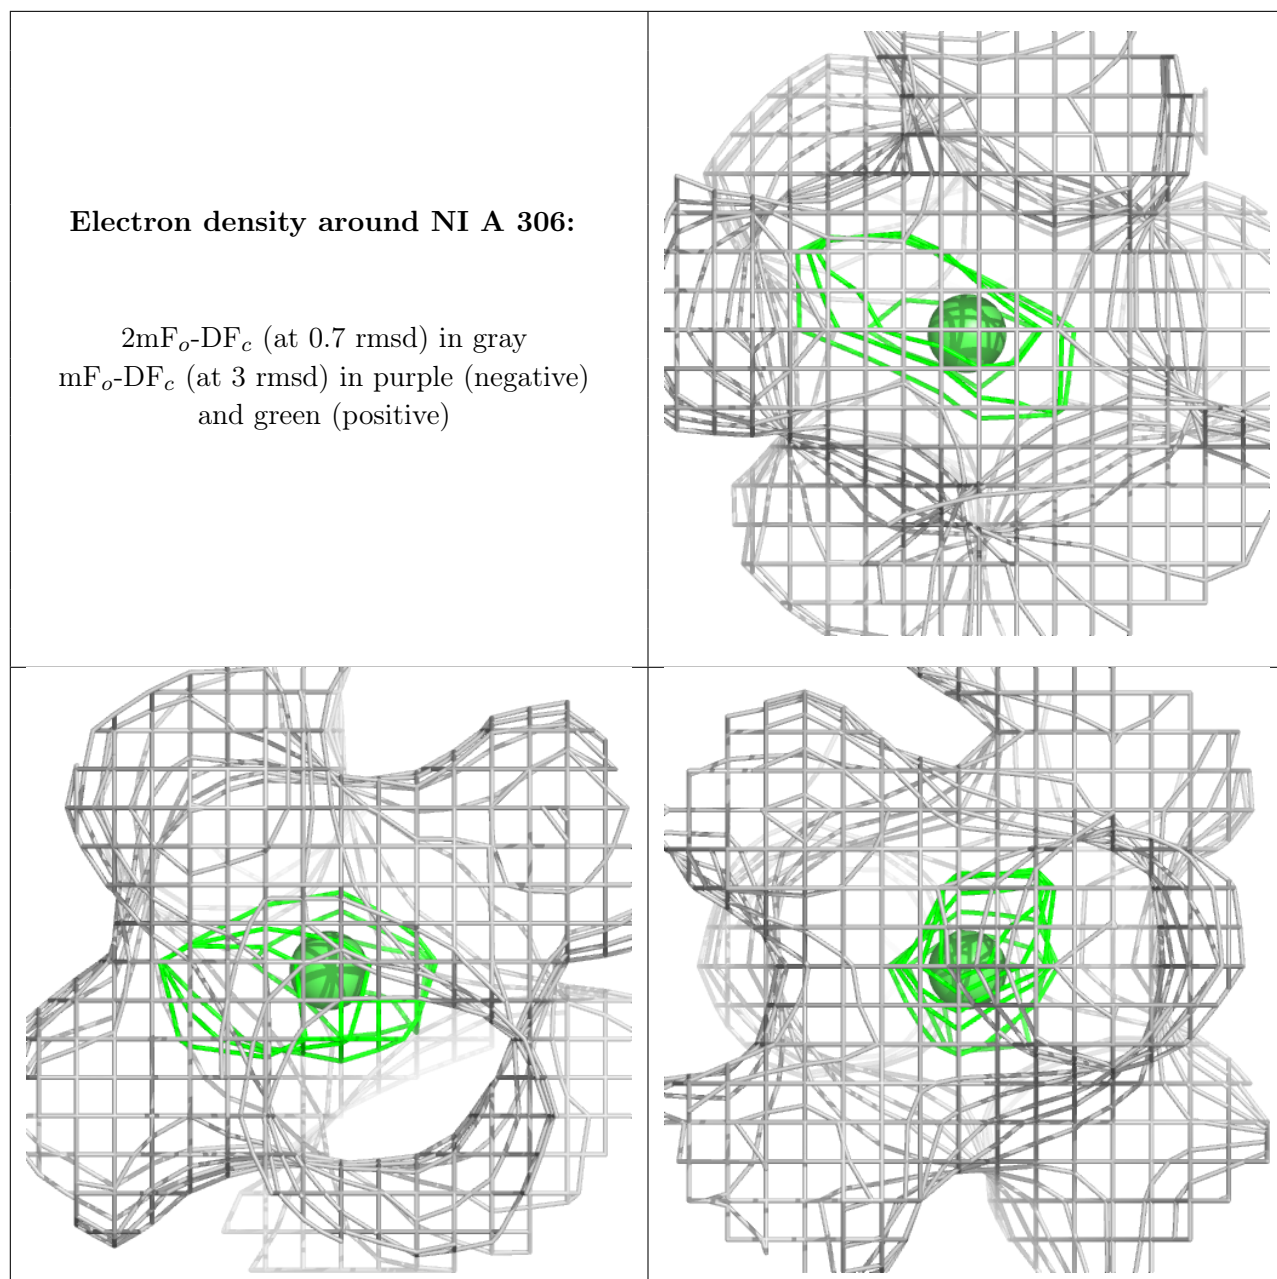 Electron density around NI A 306:
2mFo-DFc (at 0.7 rmsd) in gray
mFo-DFc (at 3 rmsd) in purple (negative)
and green (positive)